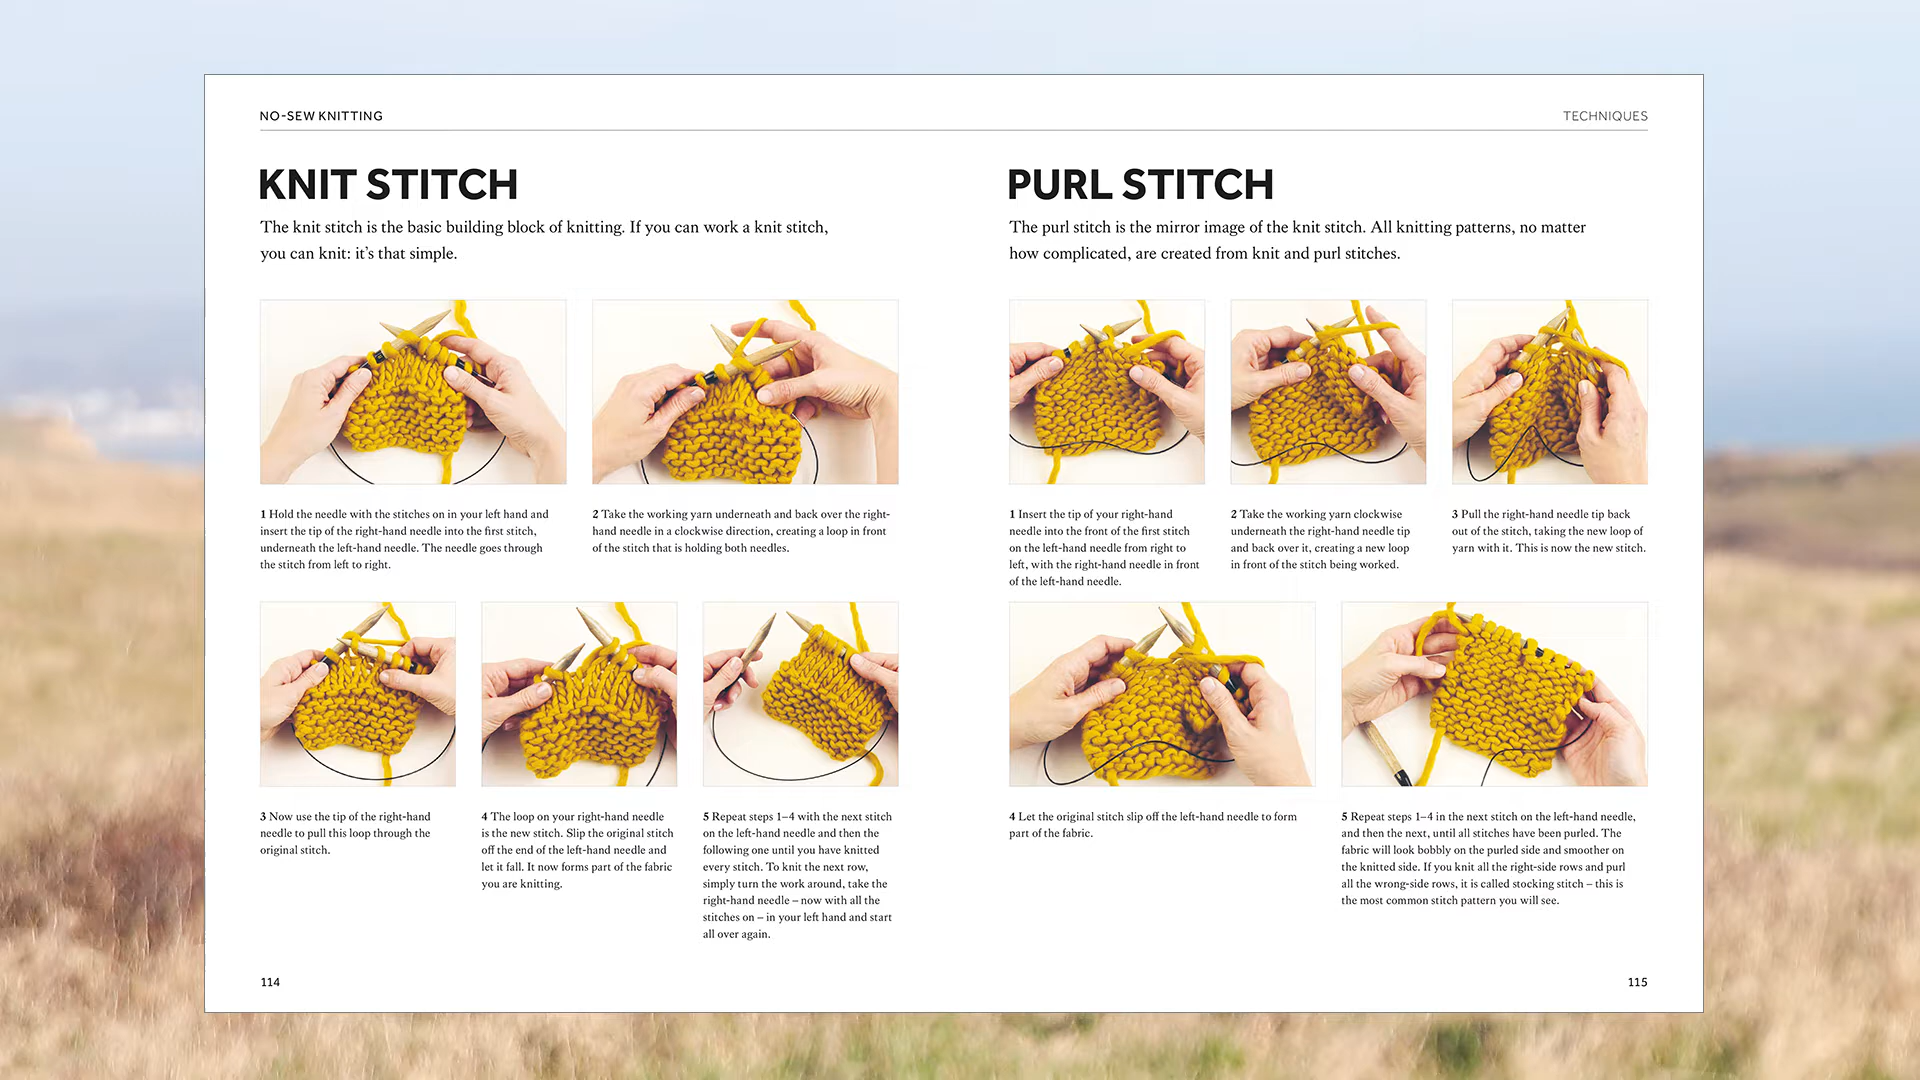 NO-SEW KNITTING
TECHNIQUES
KNIT STITCH
The knit stitch is the basic building block of knitting. If you can work a knit stitch,
you can knit: it's that simple.
1 Hold the needle with the stitches on in your left hand and
insert the tip of the right-hand needle into the first stitch,
underneath the left-hand needle. The needle goes through
the stitch from left to right.
2 Take the working yarn underneath and back over the right-
hand needle in a clockwise direction, creating a loop in front
of the stitch that is holding both needles.
3 Now use the tip of the right-hand
needle to pull this loop through the
original stitch.
4 The loop on your right-hand needle
is the new stitch. Slip the original stitch
off the end of the left-hand needle and
let it fall. It now forms part of the fabric
you are knitting.
5 Repeat steps 1–4 with the next stitch
on the left-hand needle and then the
following one until you have knitted
every stitch. To knit the next row,
simply turn the work around, take the
right-hand needle – now with all the
stitches on – in your left hand and start
all over again.
114
PURL STITCH
The purl stitch is the mirror image of the knit stitch. All knitting patterns, no matter
how complicated, are created from knit and purl stitches.
1 Insert the tip of your right-hand
needle into the front of the first stitch
on the left-hand needle from right to
left, with the right-hand needle in front
of the left-hand needle.
2 Take the working yarn clockwise
underneath the right-hand needle tip
and back over it, creating a new loop
in front of the stitch being worked.
3 Pull the right-hand needle tip back
out of the stitch, taking the new loop of
yarn with it. This is now the new stitch.
4 Let the original stitch slip off the left-hand needle to form
part of the fabric.
5 Repeat steps 1–4 in the next stitch on the left-hand needle,
and then the next, until all stitches have been purled. The
fabric will look bobbly on the purled side and smoother on
the knitted side. If you knit all the right-side rows and purl
all the wrong-side rows, it is called stocking stitch – this is
the most common stitch pattern you will see.
115